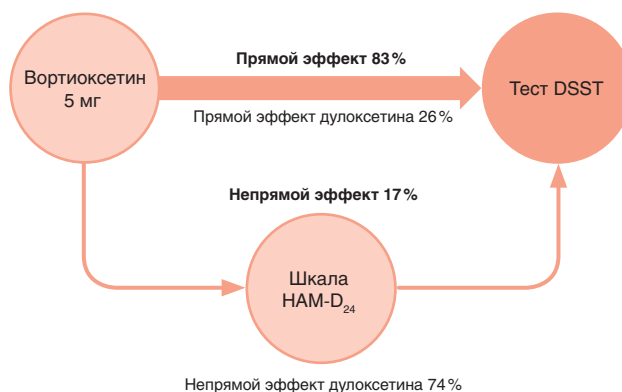 Прямой эффект 83 %
Вортиоксетин
5 мг
Тест DSST
Прямой эффект дулоксетина 26 %
Непрямой эффект 17 %
Шкала
HAM-D24
Непрямой эффект дулоксетина 74 %